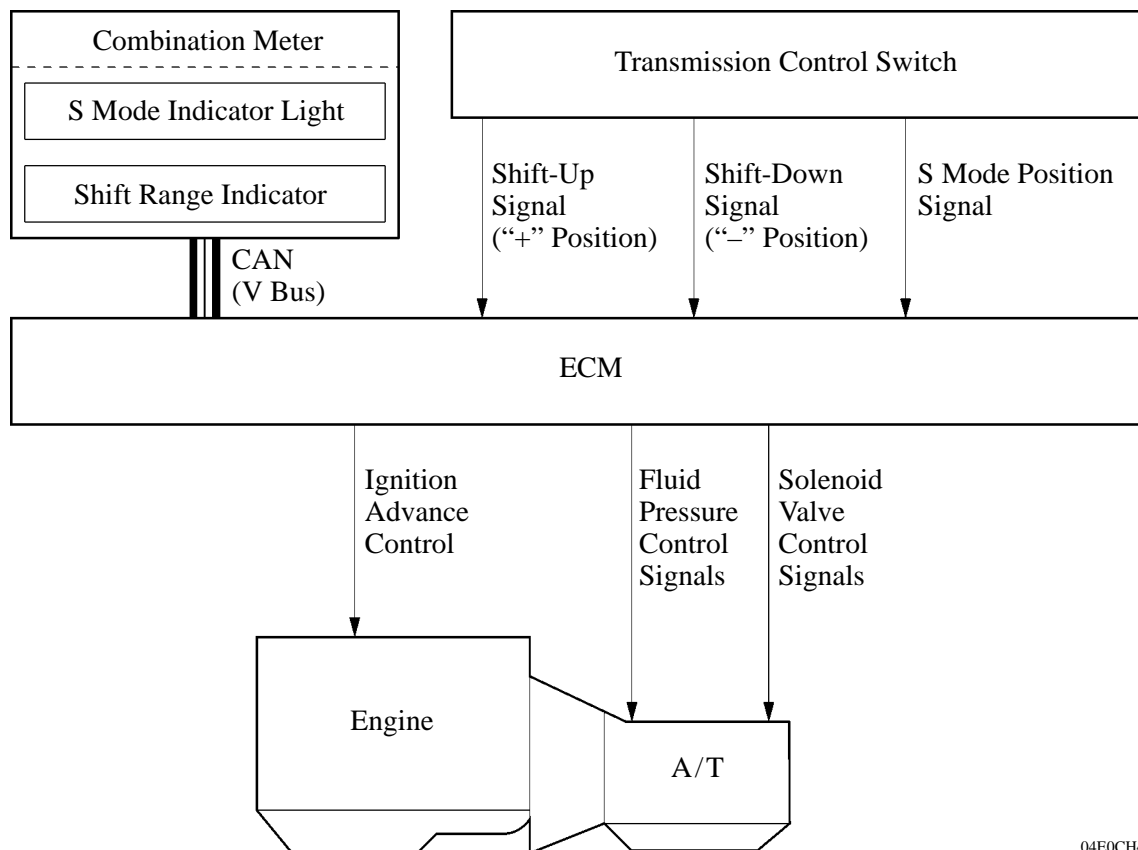 Combination Meter
S Mode Indicator Light
Shift Range Indicator
Transmission Control Switch
Shift-Up
Signal
(“+” Position)
Shift-Down
Signal
(“–” Position)
S Mode Position
Signal
CAN
(V Bus)
ECM
Ignition
Advance
Control
Fluid
Pressure
Control
Signals
Solenoid
Valve
Control
Signals
Engine
A/T